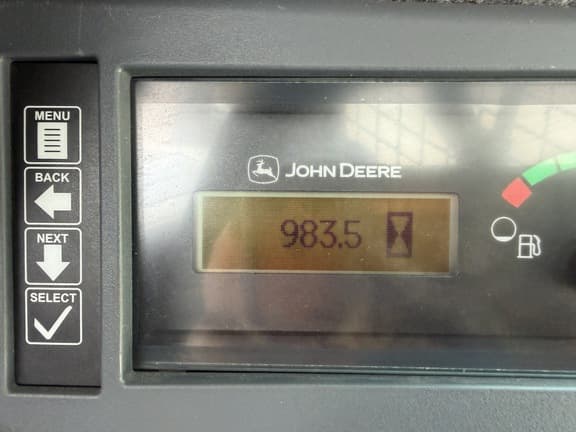 MENU
BACK
NEXT
SELECT
JOHN DEERE
983.5